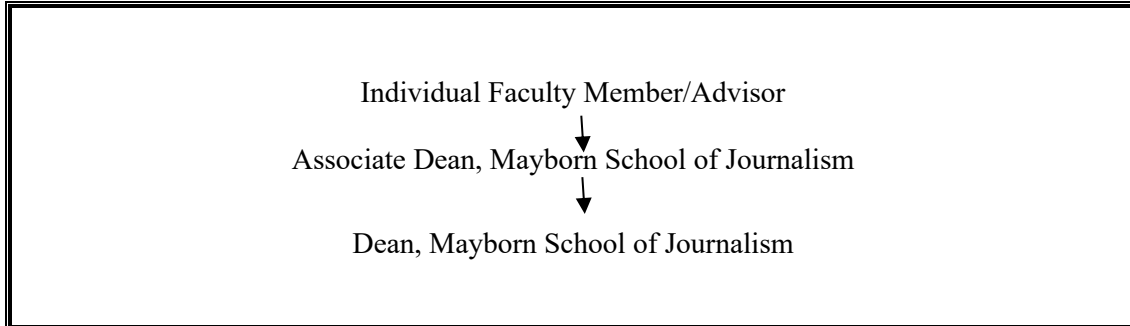 Individual Faculty Member/Advisor
Associate Dean, Mayborn School of Journalism
Dean, Mayborn School of Journalism